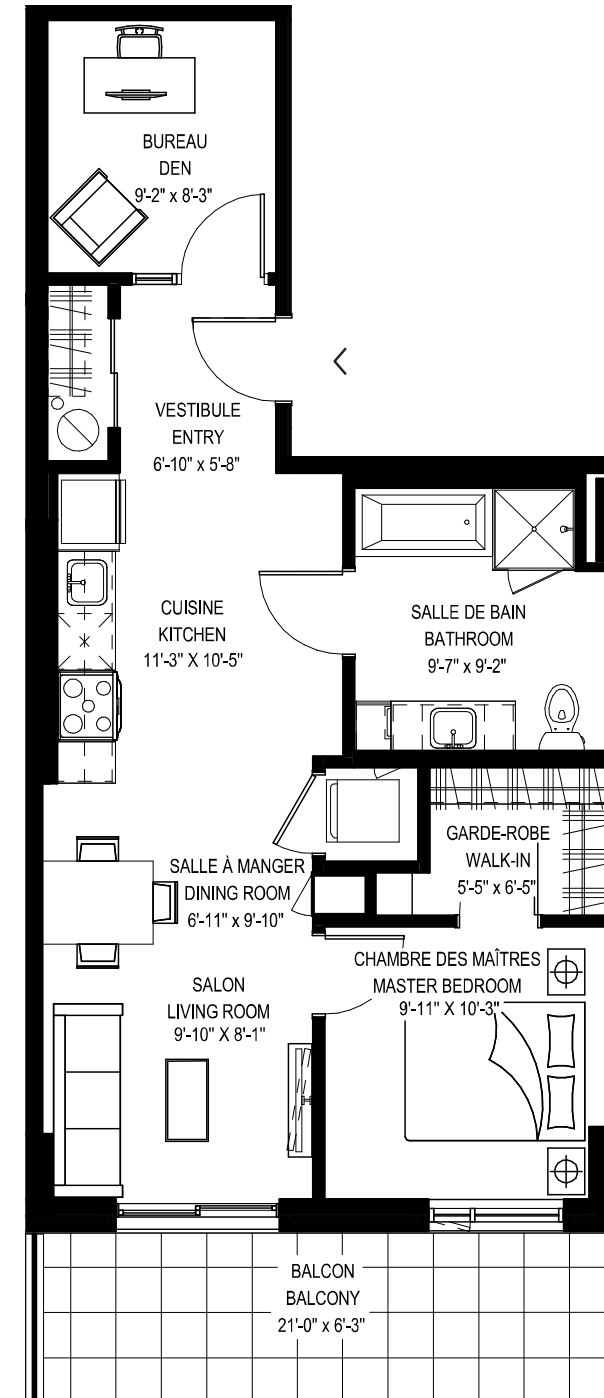 BUREAU
DEN
9'-2" x 8'-3"
VESTIBULE
ENTRY
6'-10" x 5'-8"
CUISINE
KITCHEN
11'-3" X 10'-5"
SALLE DE BAIN
BATHROOM
9'-7" x 9'-2"
GARDE-ROBE
WALK-IN
5'-5" x 6'-5"
SALLE À MANGER
DINING ROOM
6'-11" x 9'-10"
CHAMBRE DES MAÎTRES
MASTER BEDROOM
9'-11" X 10'-3"
SALON
LIVING ROOM
9'-10" X 8'-1"
BALCON
BALCONY
21'-0" x 6'-3"